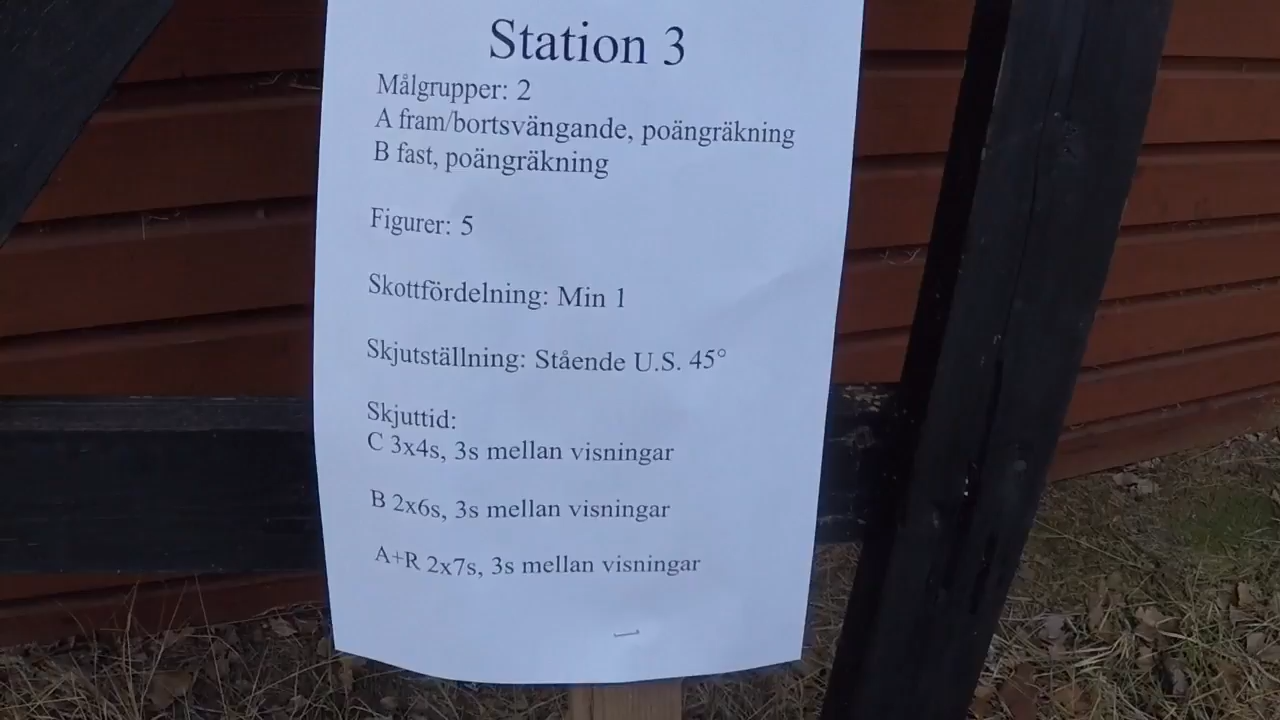 Station 3
Målgrupper: 2
A fram/bortsvängande, poängräkning
B fast, poängräkning
Figurer: 5
Skottfördelning: Min 1
Skjutställning: Stående U.S. 45°
Skjuttid:
C 3x4s, 3s mellan visningar
B 2x6s, 3s mellan visningar
A+R 2x7s, 3s mellan visningar